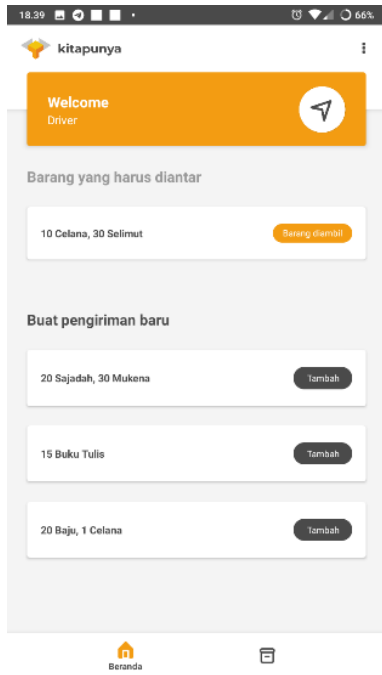 18.39
66%
kitapunya
Welcome
Driver
Barang yang harus diantar
10 Celana, 30 Selimut
Barang diambil
Buat pengiriman baru
20 Sajadah, 30 Mukena
Tambah
15 Buku Tulis
Tambah
20 Baju, 1 Celana
Tambah
Beranda